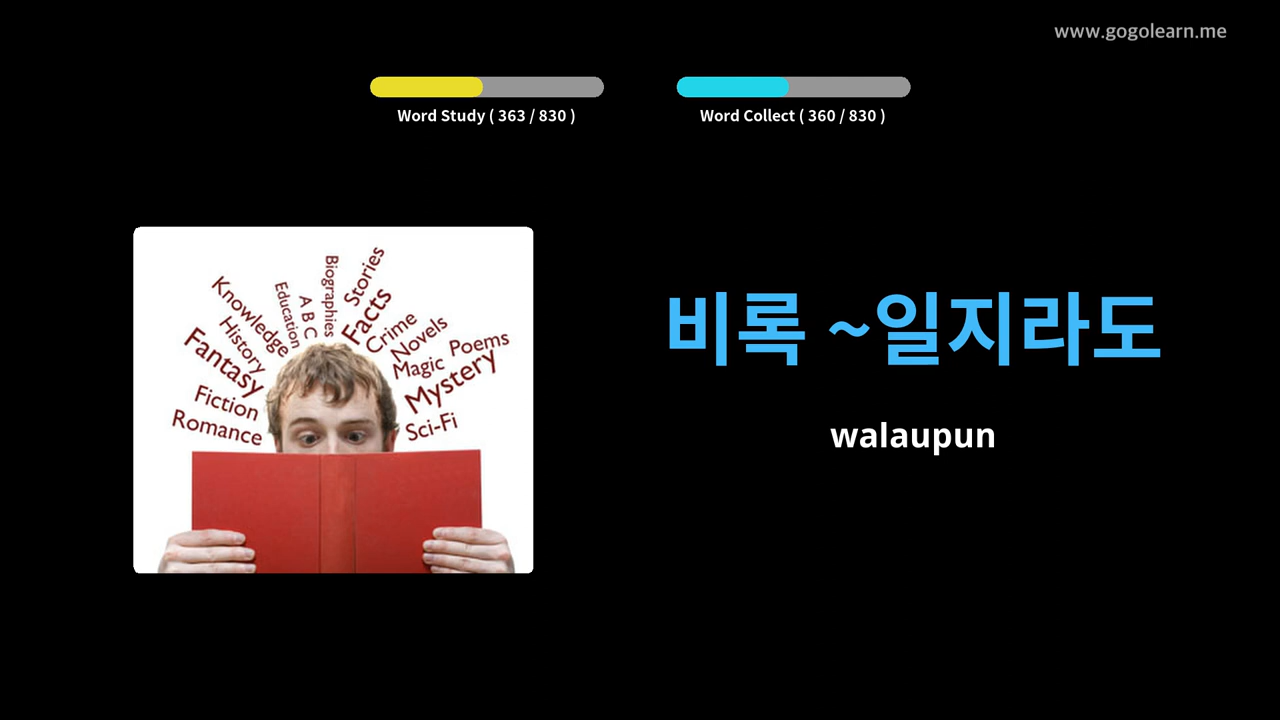 www.gogolearn.me
Word Study ( 363 / 830 )
Word Collect ( 360 / 830 )
Knowledge
Education
A B C
Biographies
Stories
Facts
Crime
Novels
Poems
History
Fantasy
Magic
Mystery
Fiction
Romance
Sci-Fi
비록 ~일지라도
walaupun